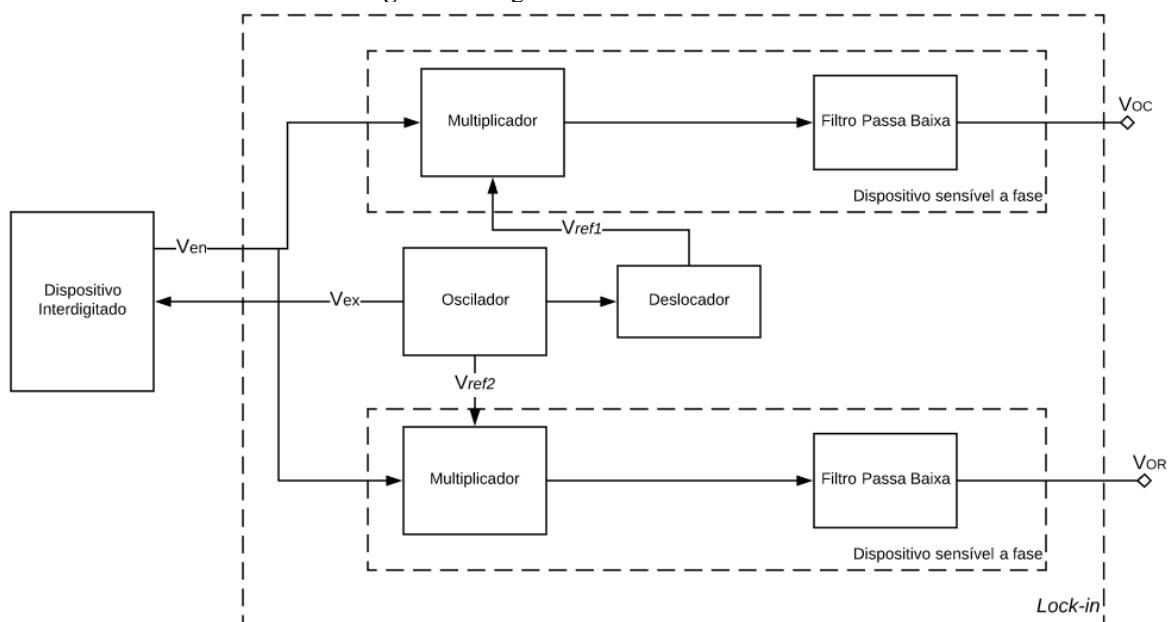 Multiplicador
Filtro Passa Baixa
VOC
Dispositivo sensível a fase
Ven
Vref1
Dispositivo
Interdigitado
Vex
Oscilador
Deslocador
Vref2
Multiplicador
Filtro Passa Baixa
VOR
Dispositivo sensível a fase
Lock-in